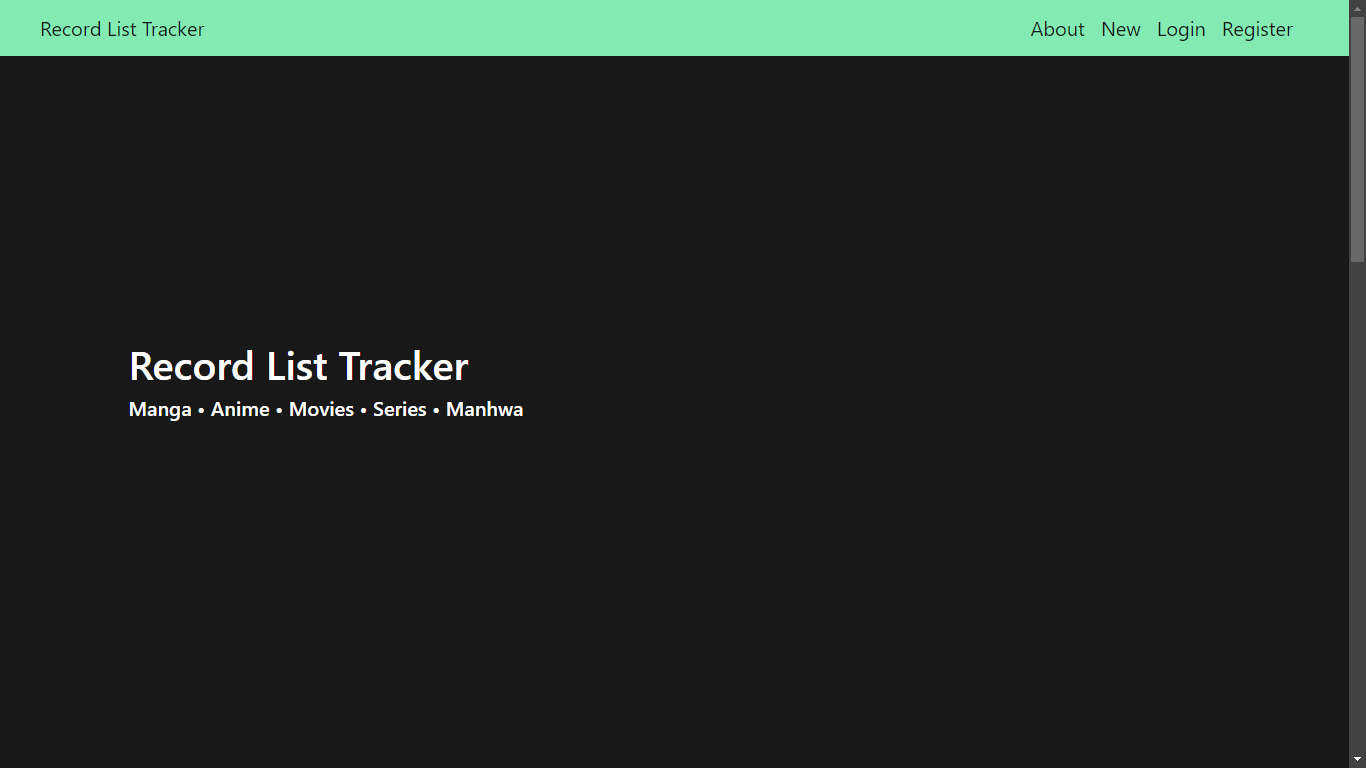 Record List Tracker
About New Login Register
Record List Tracker
Manga • Anime • Movies • Series • Manhwa